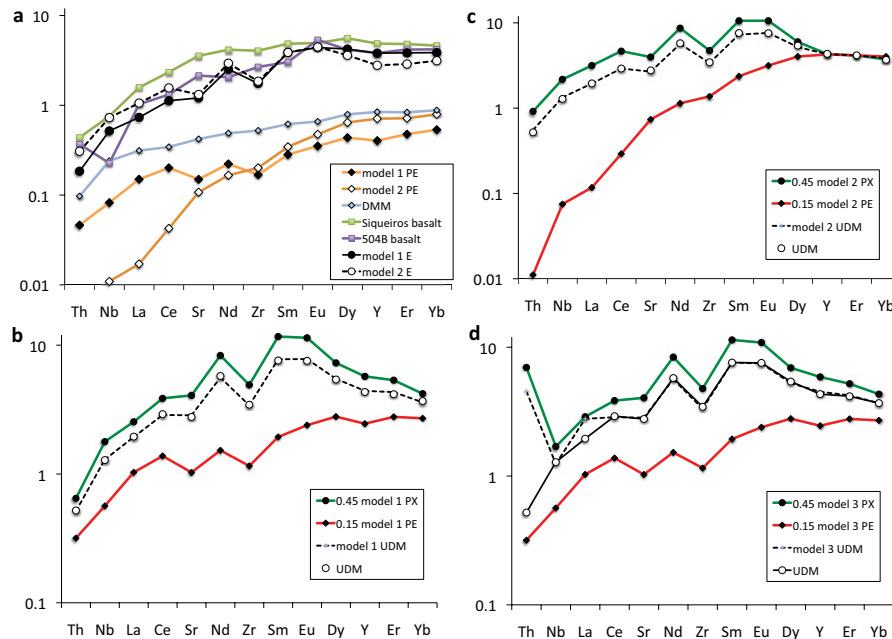 a
10
1
0.1
0.01
model 1 PE
model 2 PE
DMM
Siqueiros basalt
504B basalt
model 1 E
model 2 E
Th Nb La Ce Sr Nd Zr Sm Eu Dy Y Er Yb
b
10
1
0.1
0.45 model 1 PX
0.15 model 1 PE
model 1 UDM
UDM
Th Nb La Ce Sr Nd Zr Sm Eu Dy Y Er Yb
c
10
1
0.1
0.01
0.45 model 2 PX
0.15 model 2 PE
model 2 UDM
UDM
Th Nb La Ce Sr Nd Zr Sm Eu Dy Y Er Yb
d
10
1
0.1
0.45 model 3 PX
0.15 model 3 PE
model 3 UDM
UDM
Th Nb La Ce Sr Nd Zr Sm Eu Dy Y Er Yb